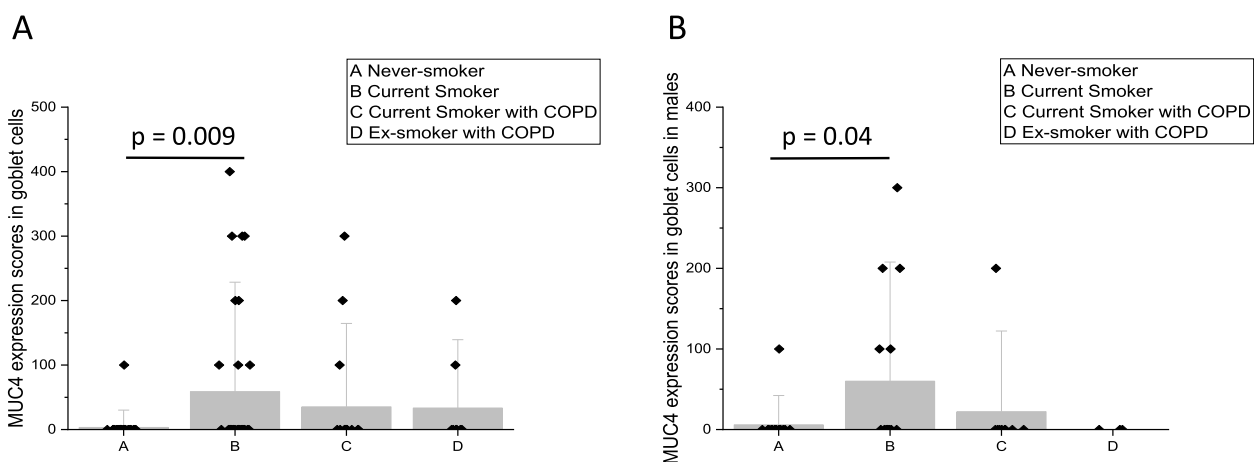 A
A Never-smoker
B Current Smoker
C Current Smoker with COPD
D Ex-smoker with COPD
MUC4 expression scores in goblet cells
500
400
300
200
100
0
p = 0.009
A
B
C
D
B
A Never-smoker
B Current Smoker
C Current Smoker with COPD
D Ex-smoker with COPD
MUC4 expression scores in goblet cells in males
400
300
200
100
0
p = 0.04
A
B
C
D